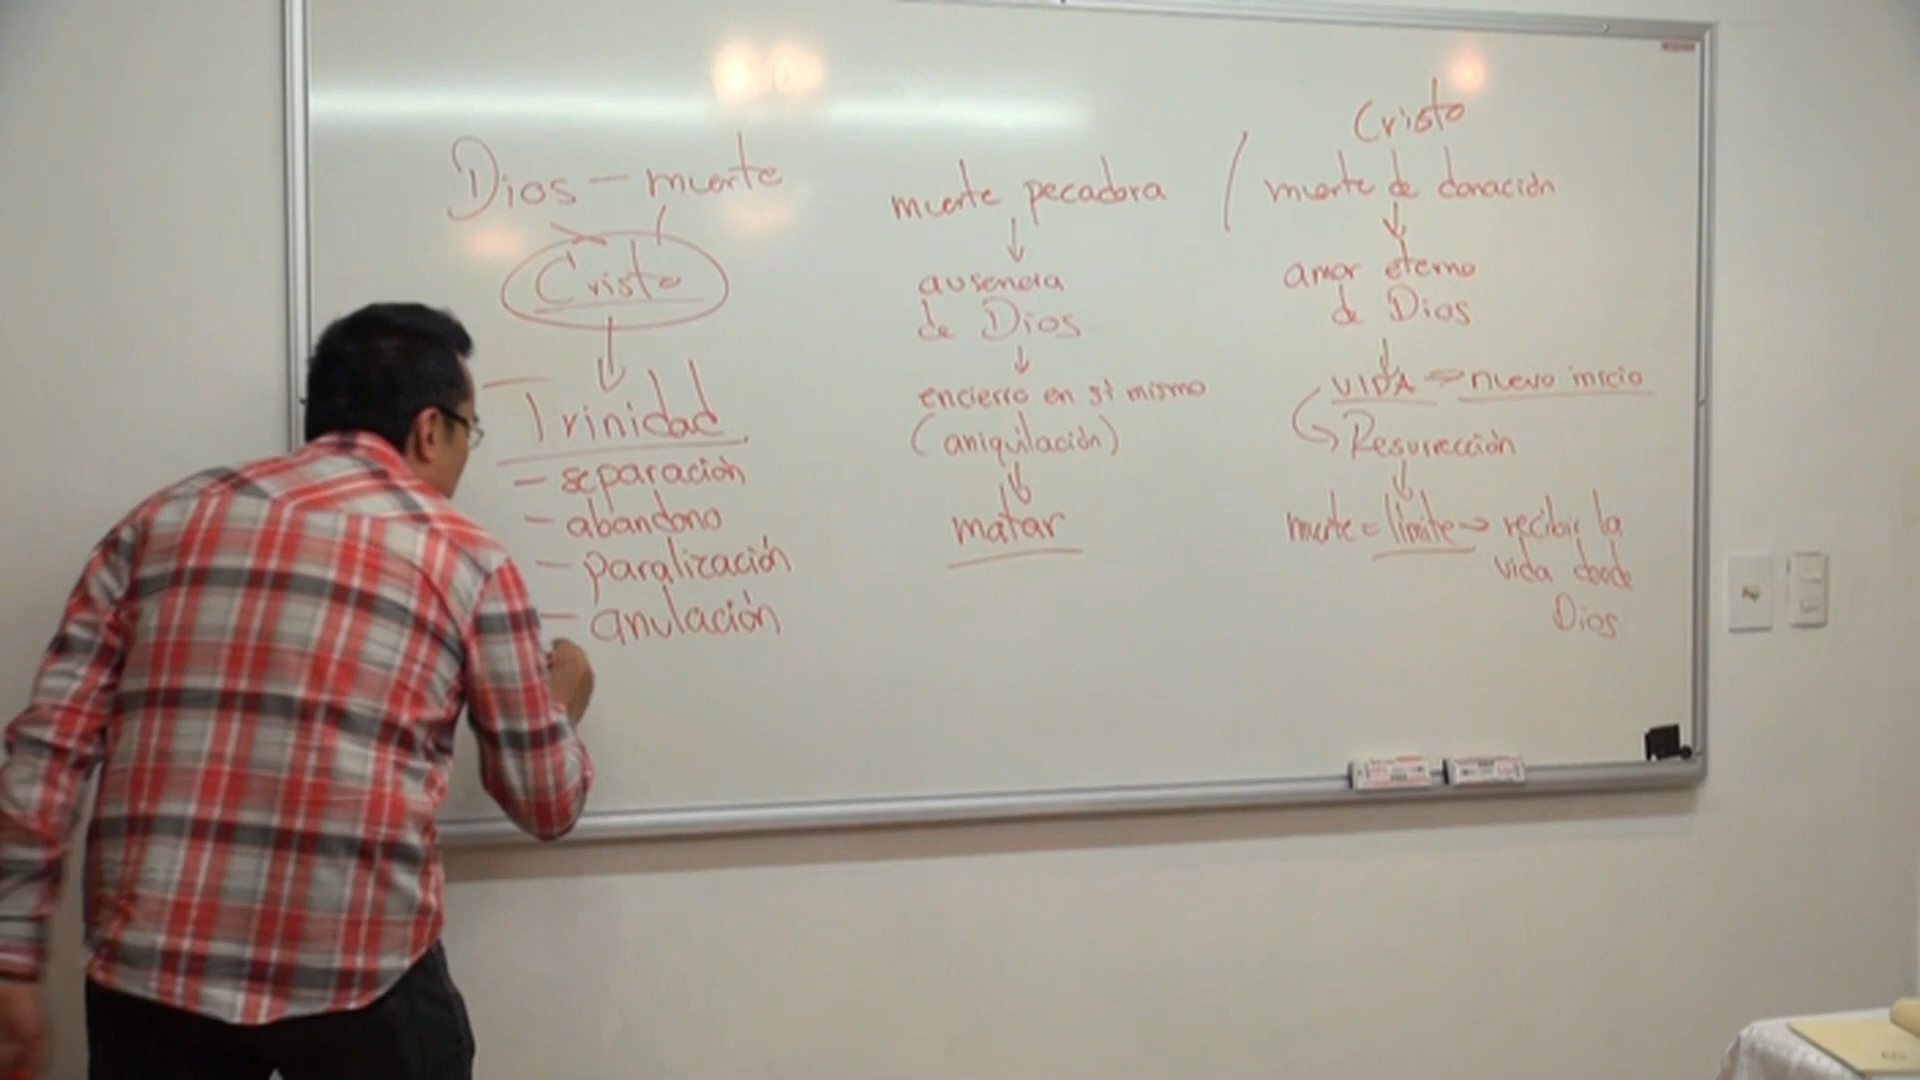 Dios - muerte
Cristo
Trinidad
- separación
- abandono
- paralización
- anulación
muerte pecadora /
ausencia
de Dios
encierro en si mismo
(aniquilación)
matar
Cristo
muerte de donación
amor eterno
de Dios
VIDA → nuevo inicio
Resurrección
muerte = límite → recibir la
vida desde
Dios